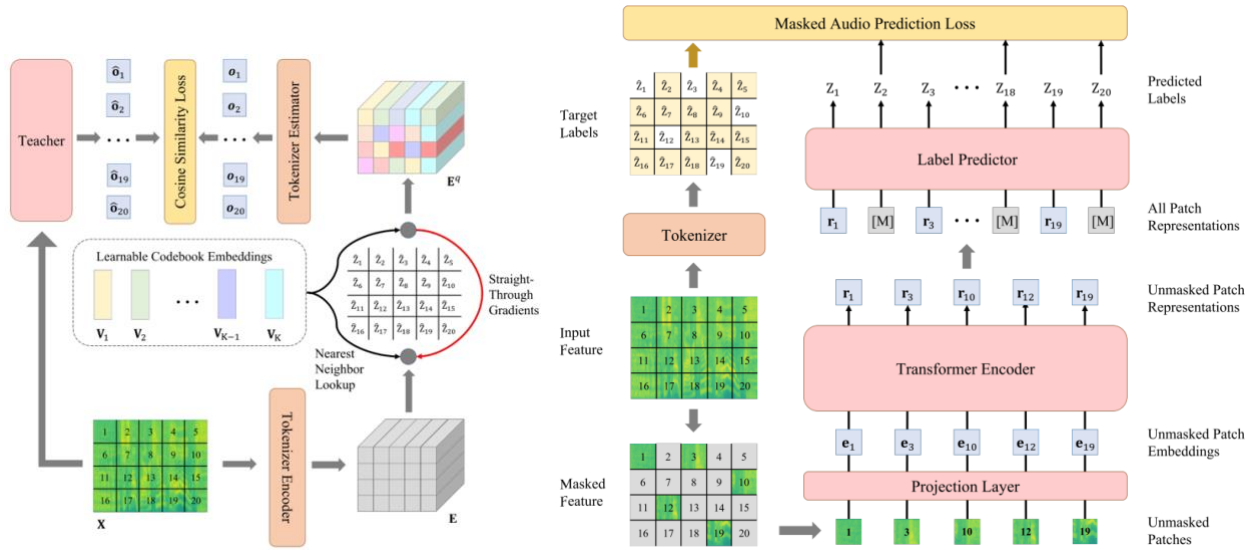 Teacher
ô₁
ô₂
...
ô₁₉
ô₂₀
Cosine Similarity Loss
o₁
o₂
...
o₁₉
o₂₀
Tokenizer Estimator
E^q
Learnable Codebook Embeddings
V₁ V₂ ... V_{K−1} V_K
Ẑ₁ Ẑ₂ Ẑ₃ Ẑ₄ Ẑ₅
Ẑ₆ Ẑ₇ Ẑ₈ Ẑ₉ Ẑ₁₀
Ẑ₁₁ Ẑ₁₂ Ẑ₁₃ Ẑ₁₄ Ẑ₁₅
Ẑ₁₆ Ẑ₁₇ Ẑ₁₈ Ẑ₁₉ Ẑ₂₀
Straight-
Through
Gradients
Nearest
Neighbor
Lookup
1 2 3 4 5
6 7 8 9 10
11 12 13 14 15
16 17 18 19 20
X
Tokenizer Encoder
E
Masked Audio Prediction Loss
Target
Labels
Ẑ₁ Ẑ₂ Ẑ₃ Ẑ₄ Ẑ₅
Ẑ₆ Ẑ₇ Ẑ₈ Ẑ₉ Ẑ₁₀
Ẑ₁₁ Ẑ₁₂ Ẑ₁₃ Ẑ₁₄ Ẑ₁₅
Ẑ₁₆ Ẑ₁₇ Ẑ₁₈ Ẑ₁₉ Ẑ₂₀
Tokenizer
Input
Feature
1 2 3 4 5
6 7 8 9 10
11 12 13 14 15
16 17 18 19 20
Masked
Feature
1 2 3 4 5
6 7 8 9 10
11 12 13 14 15
16 17 18 19 20
Z₁ Z₂ Z₃ ... Z₁₈ Z₁₉ Z₂₀
Predicted
Labels
Label Predictor
r₁ [M] r₃ ... [M] r₁₉ [M]
All Patch
Representations
r₁ r₃ r₁₀ r₁₂ r₁₉
Unmasked Patch
Representations
Transformer Encoder
e₁ e₃ e₁₀ e₁₂ e₁₉
Unmasked Patch
Embeddings
Projection Layer
1 3 10 12 19
Unmasked
Patches